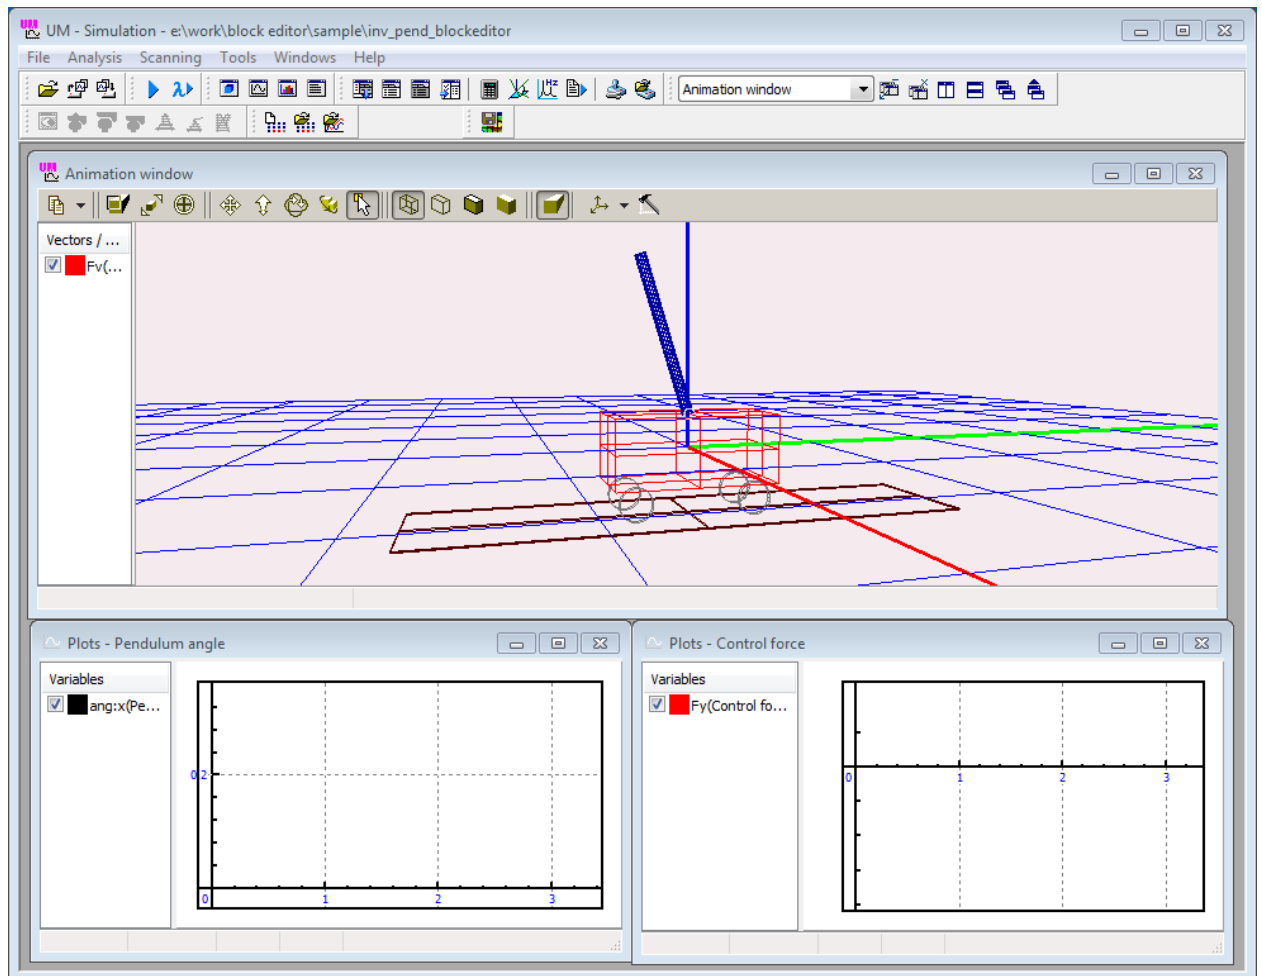 UM - Simulation - e:\work\block editor\sample\inv_pend_blockeditor
File Analysis Scanning Tools Windows Help
Animation window
UM Animation window
Vectors / ...
Fv(...
Plots - Pendulum angle
Variables
ang:x(Pe...
0.2
0 1 2 3
Plots - Control force
Variables
Fy(Control fo...
0 1 2 3